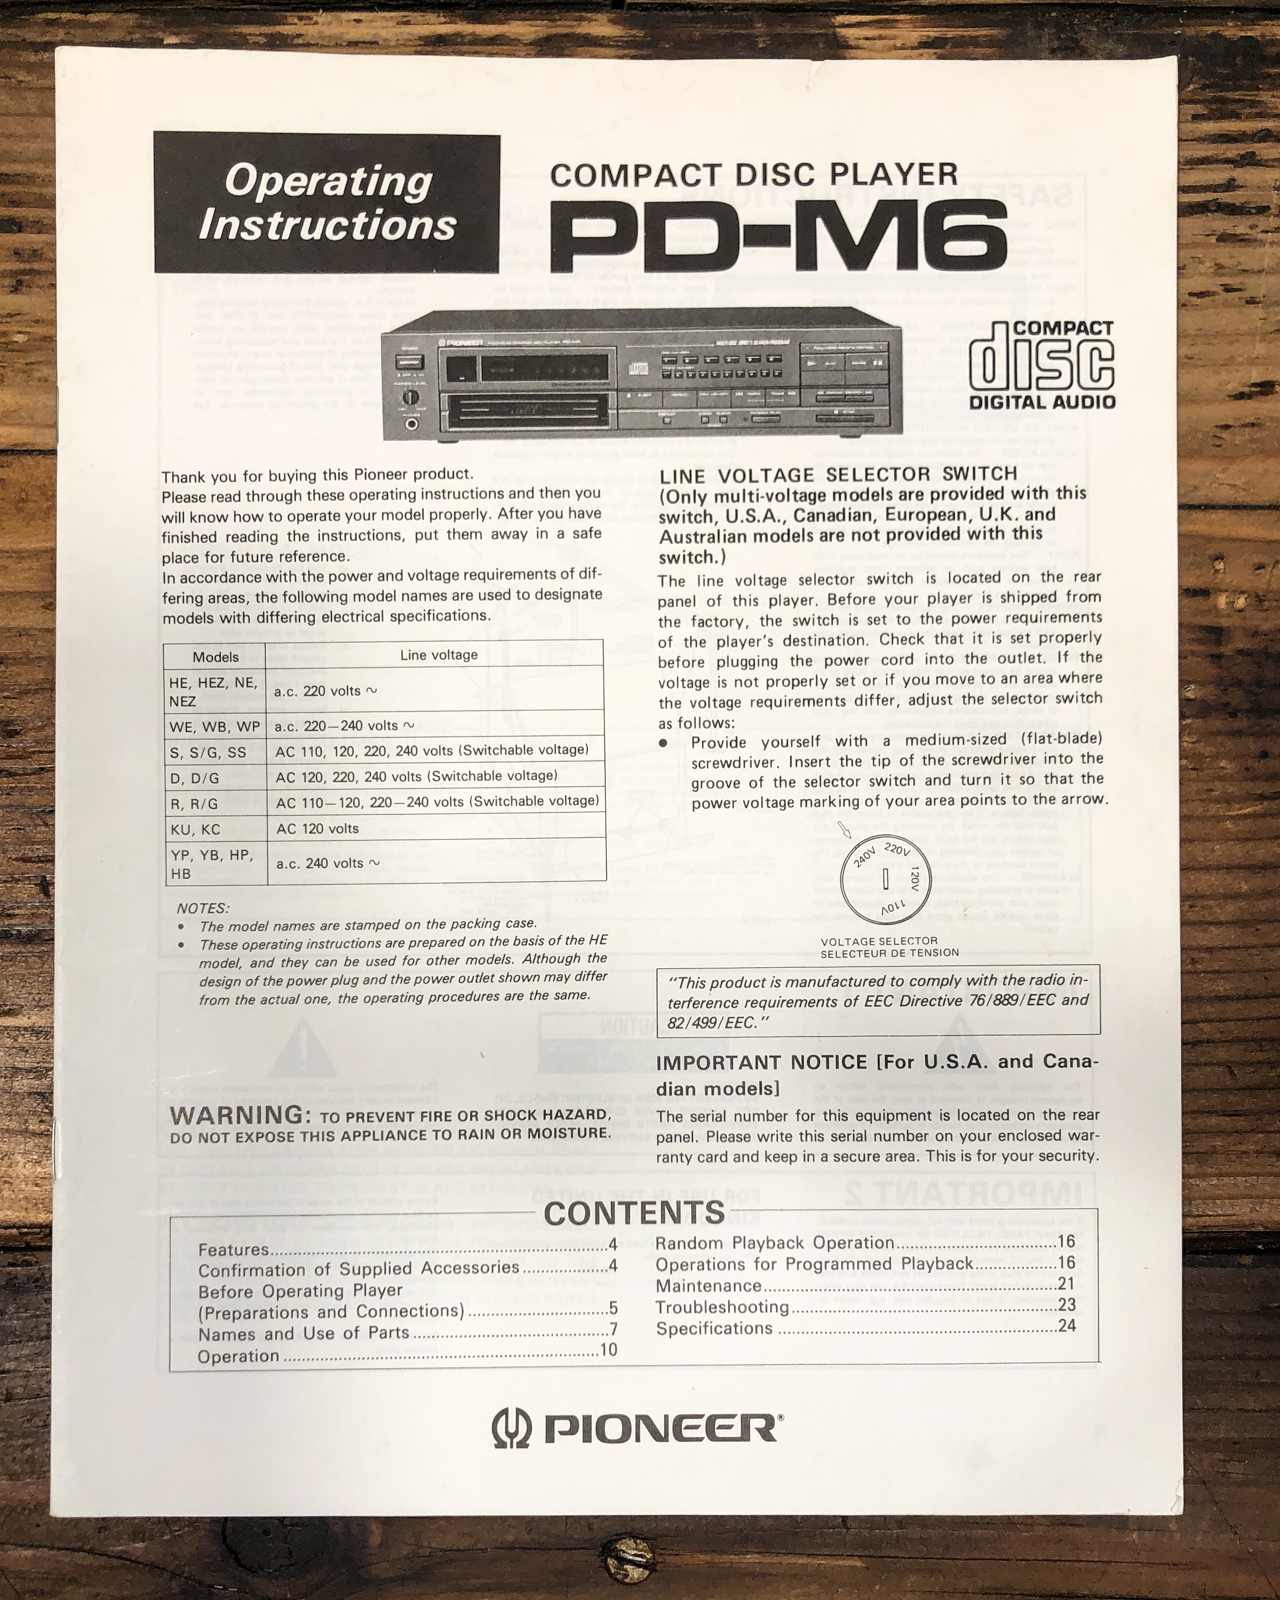 Operating
Instructions
COMPACT DISC PLAYER
PD-M6
PIONEER
COMPACT
disc
DIGITAL AUDIO
Thank you for buying this Pioneer product.
Please read through these operating instructions and then you
will know how to operate your model properly. After you have
finished reading the instructions, put them away in a safe
place for future reference.
In accordance with the power and voltage requirements of dif-
fering areas, the following model names are used to designate
models with differing electrical specifications.
Models Line voltage
HE, HEZ, NE,
NEZ a.c. 220 volts ~
WE, WB, WP a.c. 220–240 volts ~
S, S/G, SS AC 110, 120, 220, 240 volts (Switchable voltage)
D, D/G AC 120, 220, 240 volts (Switchable voltage)
R, R/G AC 110–120, 220–240 volts (Switchable voltage)
KU, KC AC 120 volts
YP, YB, HP,
HB a.c. 240 volts ~
NOTES:
• The model names are stamped on the packing case.
• These operating instructions are prepared on the basis of the HE
model, and they can be used for other models. Although the
design of the power plug and the power outlet shown may differ
from the actual one, the operating procedures are the same.
WARNING: TO PREVENT FIRE OR SHOCK HAZARD,
DO NOT EXPOSE THIS APPLIANCE TO RAIN OR MOISTURE.
LINE VOLTAGE SELECTOR SWITCH
(Only multi-voltage models are provided with this
switch, U.S.A., Canadian, European, U.K. and
Australian models are not provided with this
switch.)
The line voltage selector switch is located on the rear
panel of this player. Before your player is shipped from
the factory, the switch is set to the power requirements
of the player's destination. Check that it is set properly
before plugging the power cord into the outlet. If the
voltage is not properly set or if you move to an area where
the voltage requirements differ, adjust the selector switch
as follows:
• Provide yourself with a medium-sized (flat-blade)
screwdriver. Insert the tip of the screwdriver into the
groove of the selector switch and turn it so that the
power voltage marking of your area points to the arrow.
240V 220V
120V
110V
VOLTAGE SELECTOR
SELECTEUR DE TENSION
"This product is manufactured to comply with the radio in-
terference requirements of EEC Directive 76/889/EEC and
82/499/EEC."
IMPORTANT NOTICE [For U.S.A. and Cana-
dian models]
The serial number for this equipment is located on the rear
panel. Please write this serial number on your enclosed war-
ranty card and keep in a secure area. This is for your security.
CONTENTS
Features.....4
Confirmation of Supplied Accessories.....4
Before Operating Player
(Preparations and Connections).....5
Names and Use of Parts.....7
Operation.....10
Random Playback Operation.....16
Operations for Programmed Playback.....16
Maintenance.....21
Troubleshooting.....23
Specifications.....24
PIONEER®